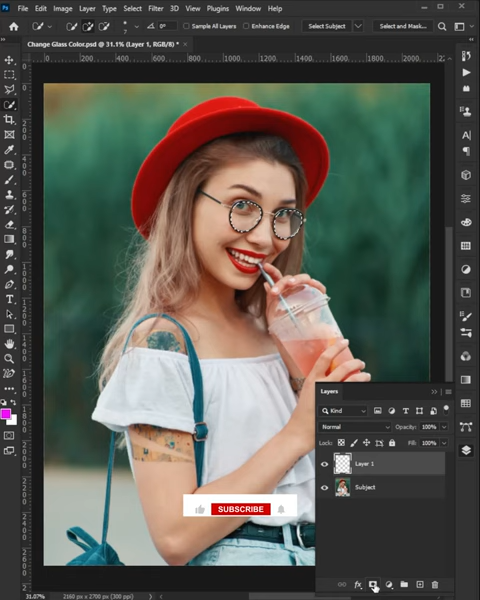 Ps File Edit Image Layer Type Select Filter 3D View Plugins Window Help
0° Sample All Layers Enhance Edge Select Subject Select and Mask...
Change Glass Color.psd @ 31.1% (Layer 1, RGB/8) *
Layers
Kind
Normal Opacity: 100%
Lock: Fill: 100%
Layer 1
Subject
SUBSCRIBE
fx
31.07% 2160 px x 2700 px (300 ppi)